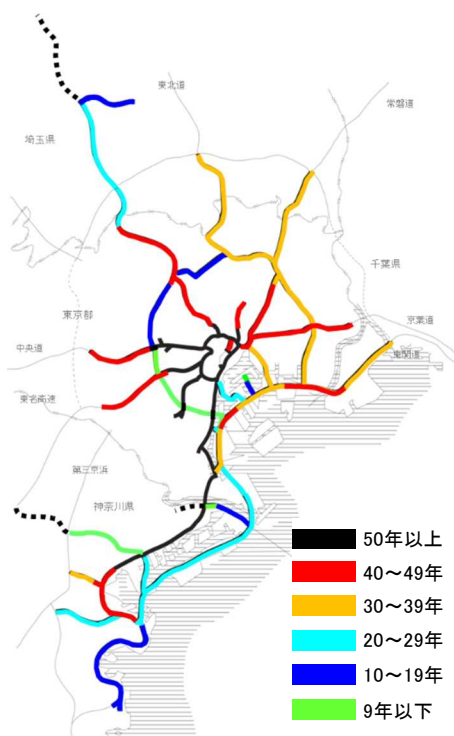 東北道
常磐道
埼玉県
千葉県
東京都
京葉道
中央道
東関道
東名高速
第三京浜
神奈川県
50年以上
40～49年
30～39年
20～29年
10～19年
9年以下